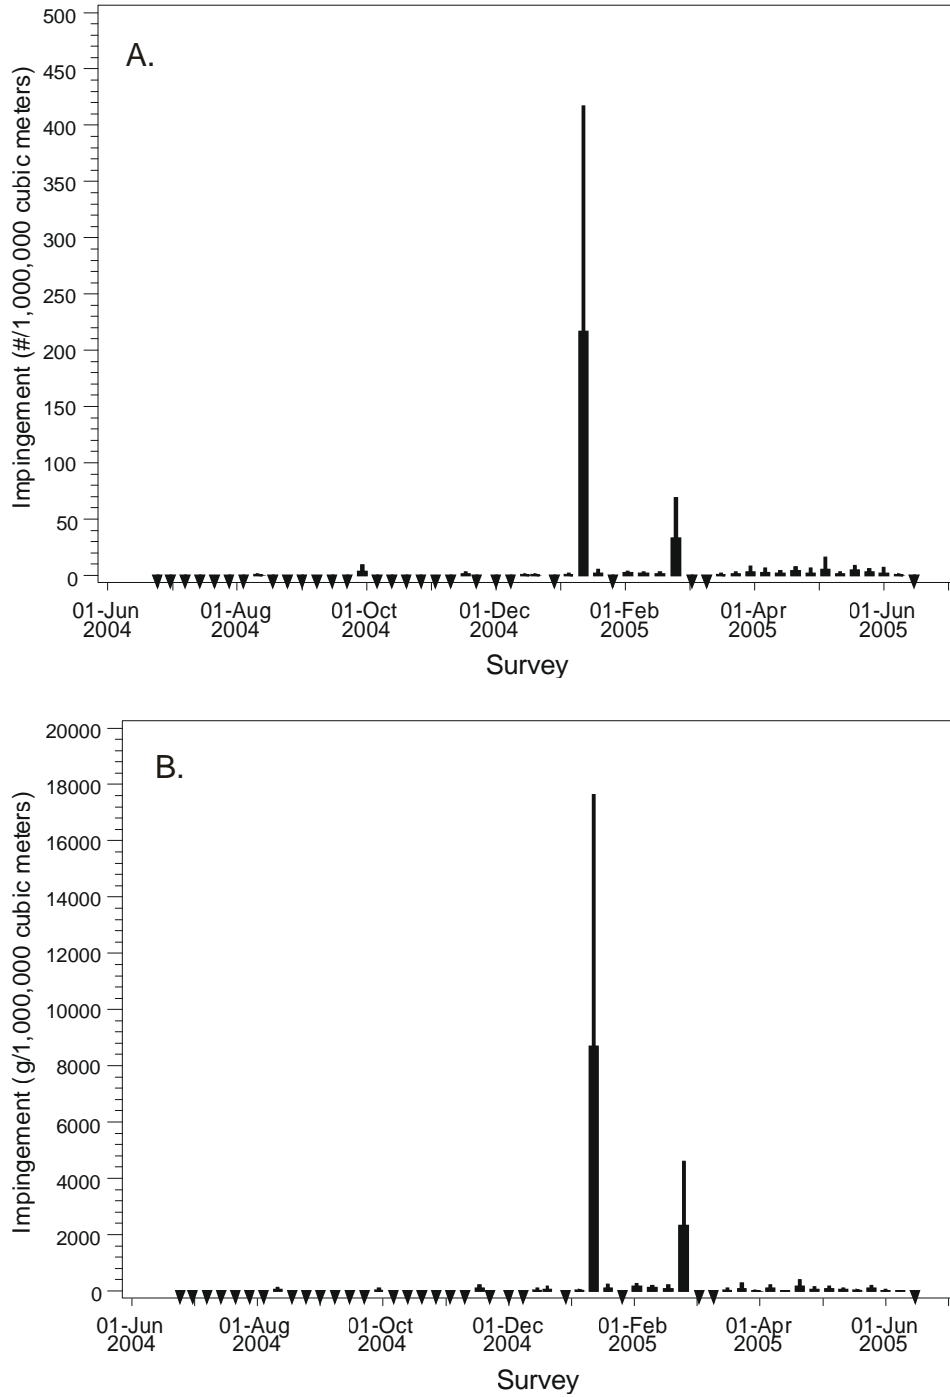 A.
Impingement (#/1,000,000 cubic meters)
500
450
400
350
300
250
200
150
100
50
0
01-Jun 01-Aug 01-Oct 01-Dec 01-Feb 01-Apr 01-Jun
2004 2004 2004 2004 2005 2005 2005
Survey
B.
Impingement (g/1,000,000 cubic meters)
20000
18000
16000
14000
12000
10000
8000
6000
4000
2000
0
01-Jun 01-Aug 01-Oct 01-Dec 01-Feb 01-Apr 01-Jun
2004 2004 2004 2004 2005 2005 2005
Survey